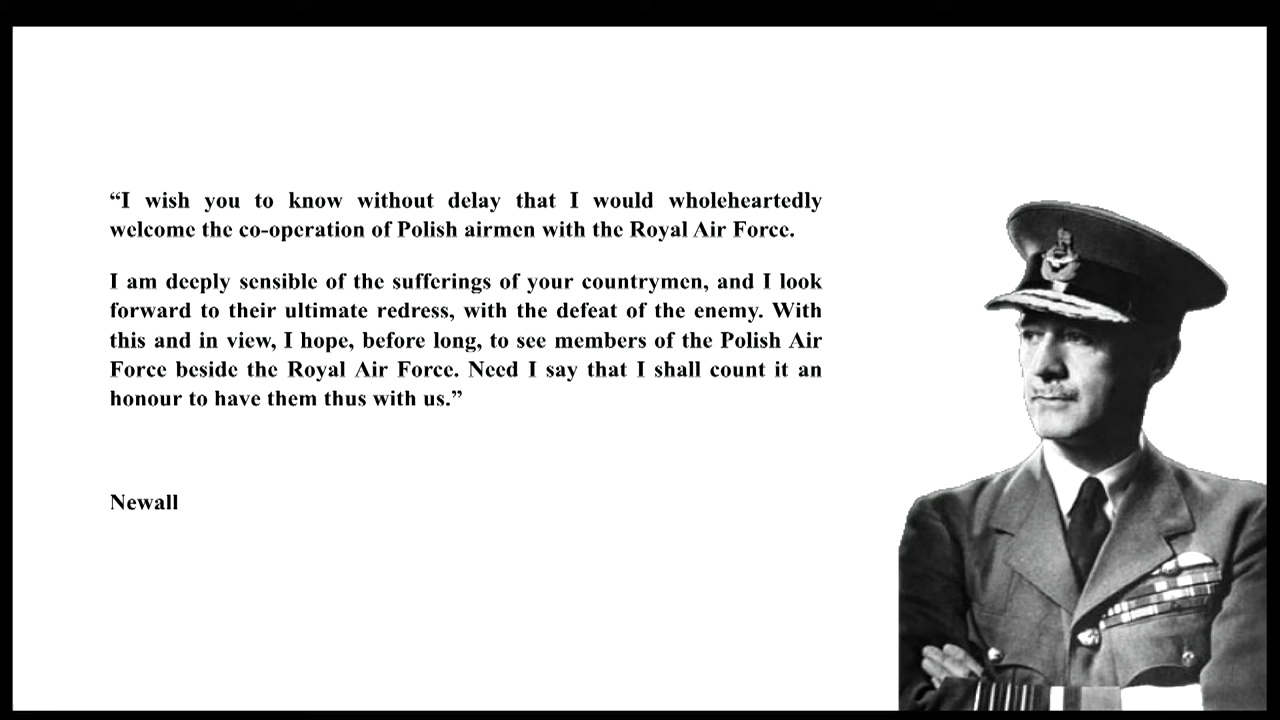 “I wish you to know without delay that I would wholeheartedly
welcome the co-operation of Polish airmen with the Royal Air Force.
I am deeply sensible of the sufferings of your countrymen, and I look
forward to their ultimate redress, with the defeat of the enemy. With
this and in view, I hope, before long, to see members of the Polish Air
Force beside the Royal Air Force. Need I say that I shall count it an
honour to have them thus with us.”
Newall